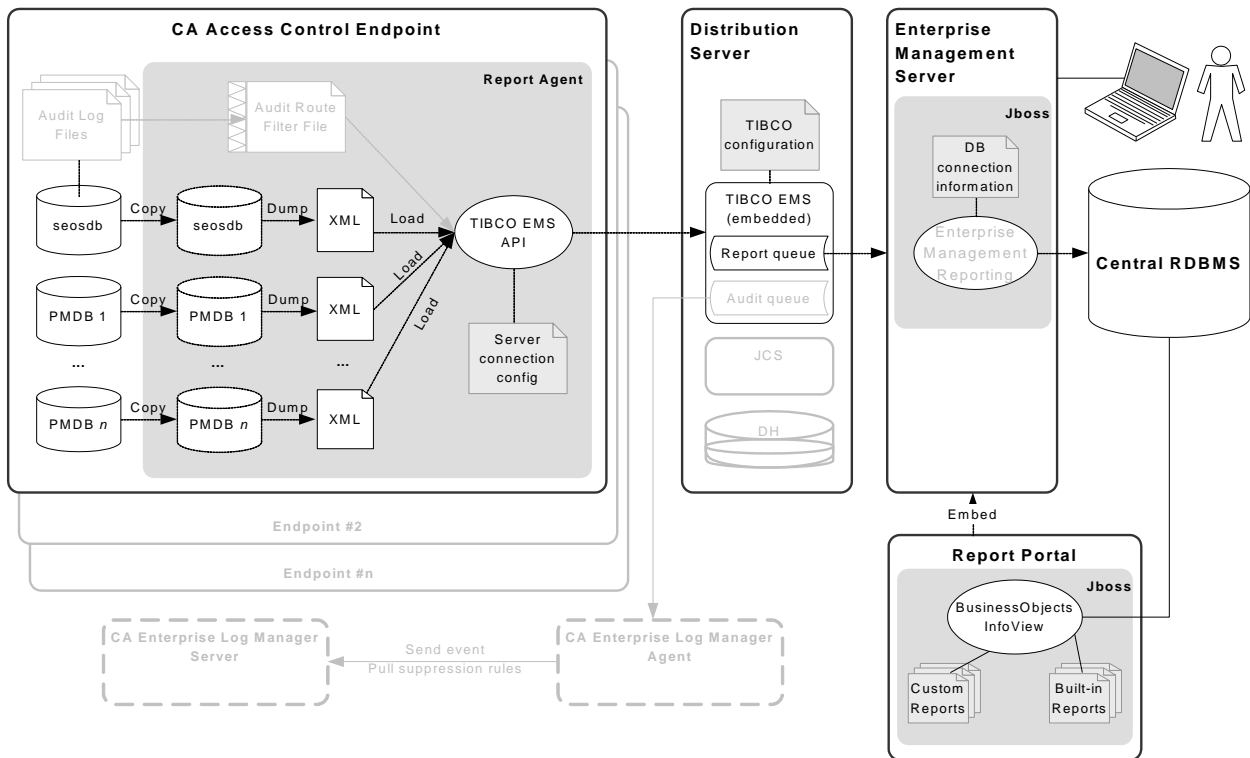 CA Access Control Endpoint
Report Agent
Audit Log
Files
Audit Route
Filter File
seosdb
Copy
seosdb
Dump
XML
Load
TIBCO EMS
API
PMDB 1
Copy
PMDB 1
Dump
XML
Load
...
...
...
Load
PMDB n
Copy
PMDB n
Dump
XML
Server
connection
config
Endpoint #2
Endpoint #n
Distribution
Server
TIBCO
configuration
TIBCO EMS
(embedded)
Report queue
Audit queue
JCS
DH
Enterprise
Management
Server
Jboss
DB
connection
information
Enterprise
Management
Reporting
Central RDBMS
Embed
Report Portal
Jboss
BusinessObjects
InfoView
Custom
Reports
Built-in
Reports
CA Enterprise Log Manager
Server
Send event
Pull suppression rules
CA Enterprise Log Manager
Agent